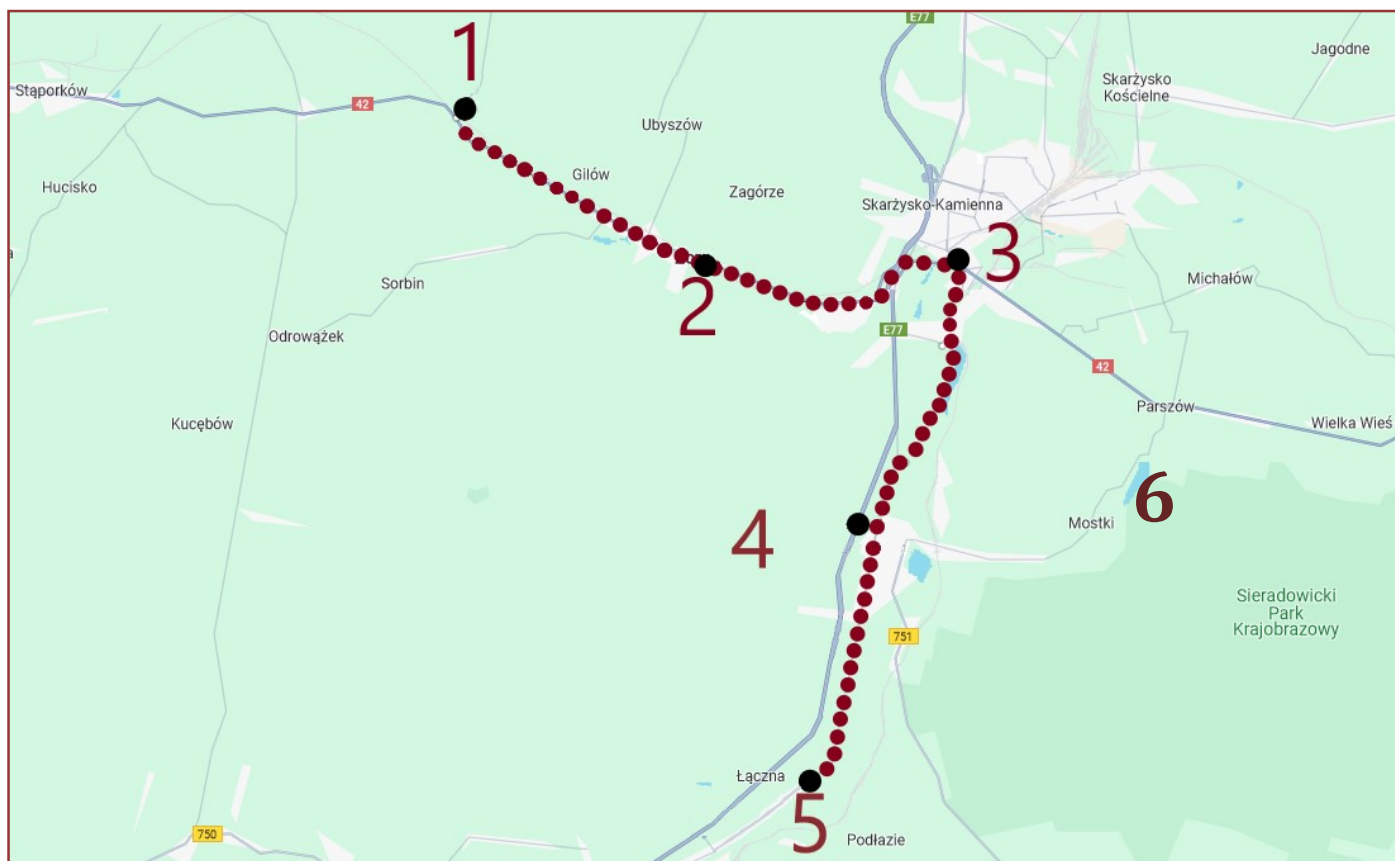 E77
1
Jagodne
Skarżysko
Kościelne
Stąporków
42
Ubyszów
Gilów
Hucisko
Zagórze
Skarżysko-Kamienna
3
2
Michałów
Sorbin
E77
Odrowążek
42
Parszów
Kucębów
Wielka Wieś
6
4
Mostki
Sieradowicki
Park
Krajobrazowy
751
Łączna
5
750
Podłazie